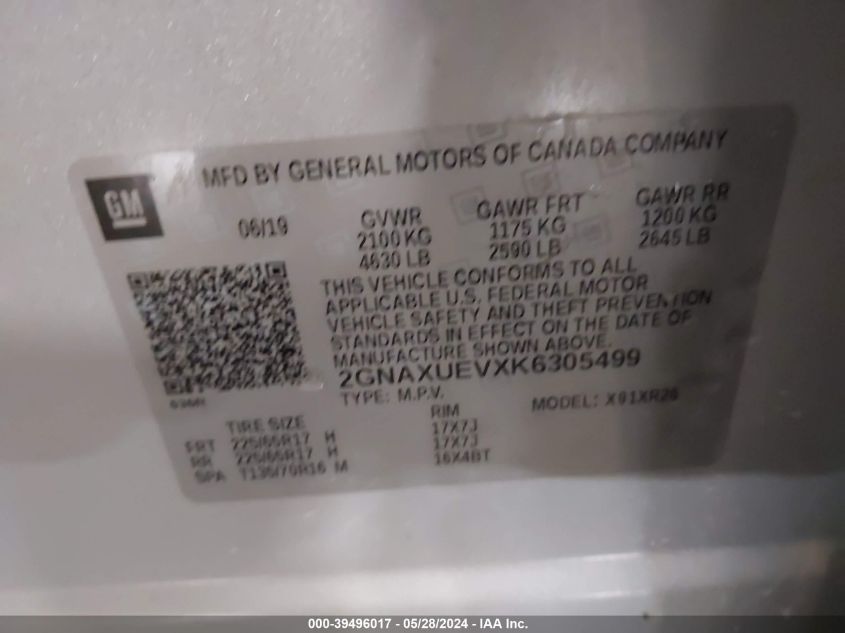 MFD BY GENERAL MOTORS OF CANADA COMPANY
GM
06/19
GVWR
2100 KG
4630 LB
GAWR FRT
1175 KG
2590 LB
GAWR RR
1200 KG
2645 LB
THIS VEHICLE CONFORMS TO ALL
APPLICABLE U.S. FEDERAL MOTOR
VEHICLE SAFETY AND THEFT PREVENTION
STANDARDS IN EFFECT ON THE DATE OF
MANUFACTURE SHOWN ABOVE.
2GNAXUEVXK6305499
TYPE: M.P.V.
MODEL:
TIRE SIZE
RIM
FRT 225/65R17 H 17X7J
RR 225/65R17 H 17X7J
SPA T135/70R16 M 16X4BT
000-39496017 - 05/28/2024 - IAA Inc.